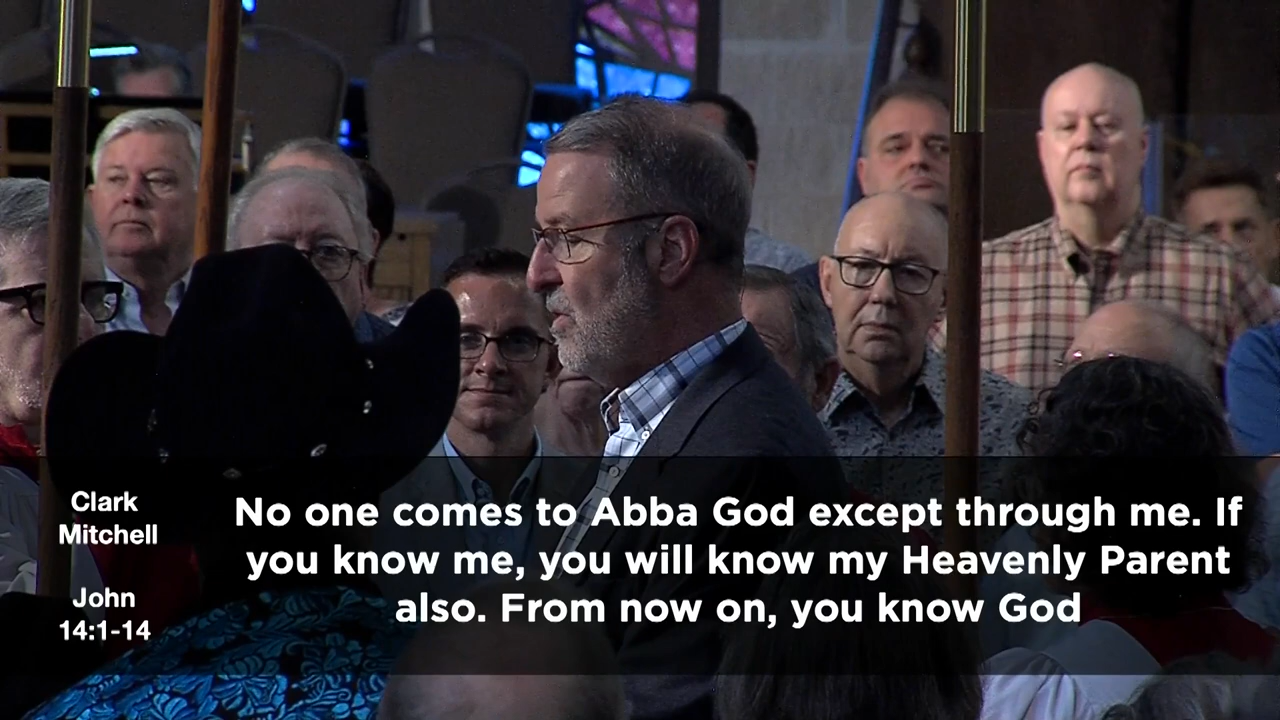 Clark
Mitchell
John
14:1-14
No one comes to Abba God except through me. If
you know me, you will know my Heavenly Parent
also. From now on, you know God